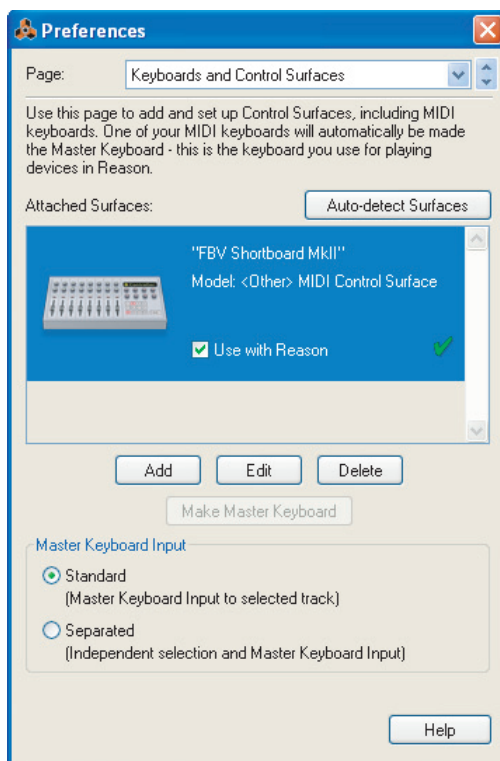 Preferences
Page: Keyboards and Control Surfaces
Use this page to add and set up Control Surfaces, including MIDI
keyboards. One of your MIDI keyboards will automatically be made
the Master Keyboard - this is the keyboard you use for playing
devices in Reason.
Attached Surfaces: Auto-detect Surfaces
"FBV Shortboard MkII"
Model: <Other> MIDI Control Surface
Use with Reason
Add Edit Delete
Make Master Keyboard
Master Keyboard Input
Standard
(Master Keyboard Input to selected track)
Separated
(Independent selection and Master Keyboard Input)
Help